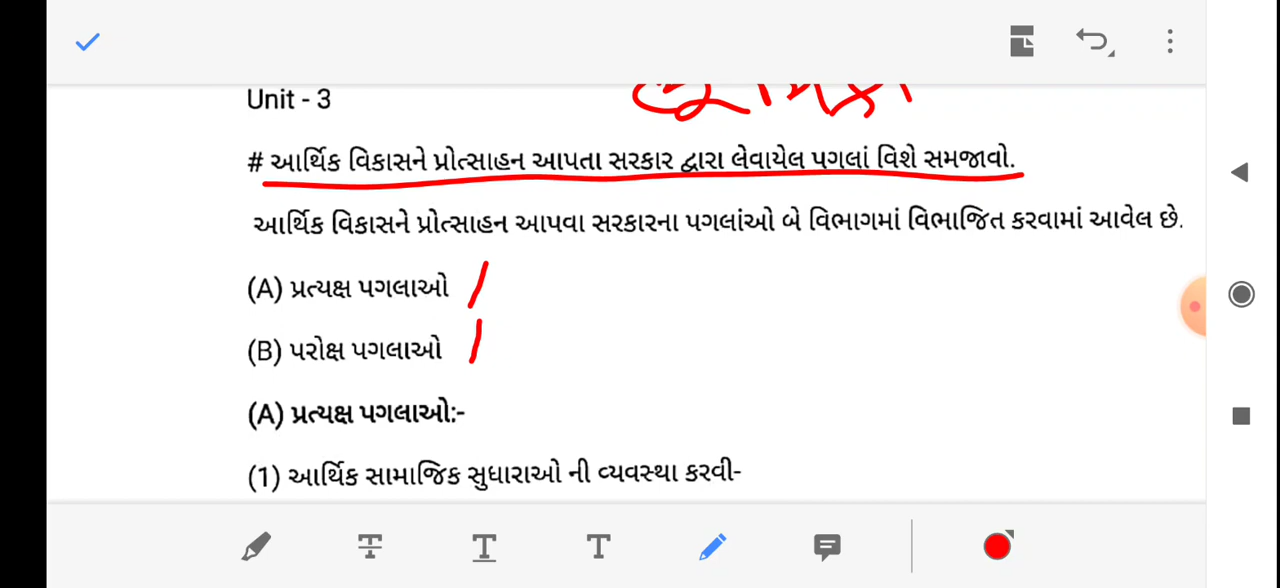 Unit - 3
# આર્થિક વિકાસને પ્રોત્સાહન આપતા સરકાર દ્વારા લેવાયેલ પગલાં વિશે સમજાવો.
આર્થિક વિકાસને પ્રોત્સાહન આપવા સરકારના પગલાંઓ બે વિભાગમાં વિભાજિત કરવામાં આવેલ છે.
(A) પ્રત્યક્ષ પગલાઓ
(B) પરોક્ષ પગલાઓ
(A) પ્રત્યક્ષ પગલાઓ:-
(1) આર્થિક સામાજિક સુધારાઓ ની વ્યવસ્થા કરવી-